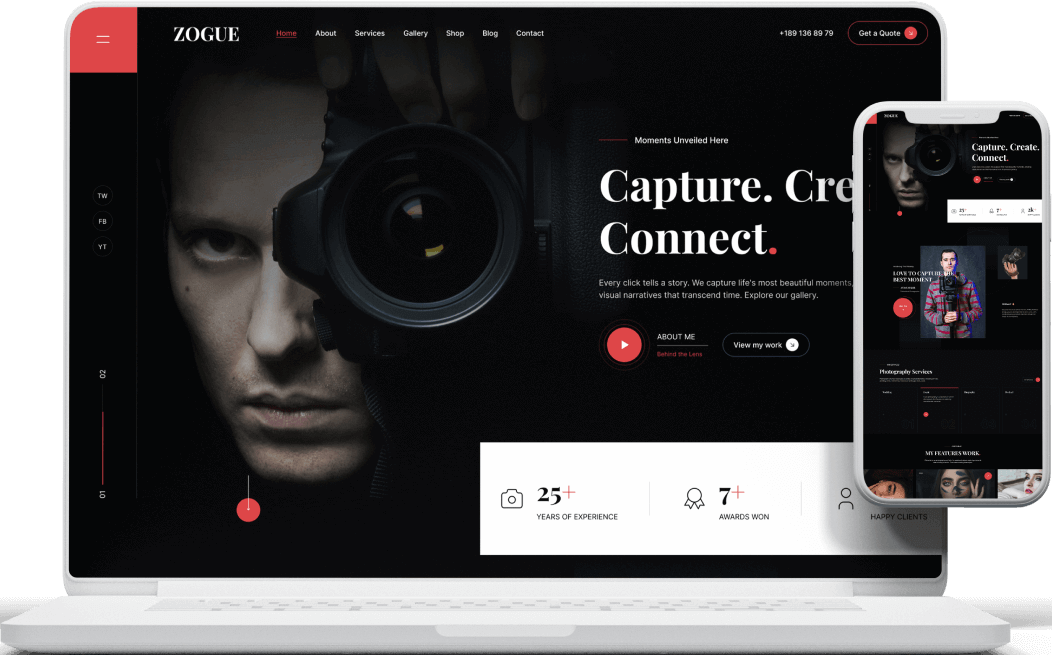 ZOGUE
Home About Services Gallery Shop Blog Contact
+189 136 89 79
Get a Quote
TW
FB
YT
02
01
Moments Unveiled Here
Capture. Cre
Connect.
Every click tells a story. We capture life's most beautiful moments,
visual narratives that transcend time. Explore our gallery.
ABOUT ME
Behind the Lens
View my work
25+
YEARS OF EXPERIENCE
7+
AWARDS WON
HAPPY CLIENTS
ZOGUE
Capture. Create.
Connect.
25+
7+
2k+
LOVE TO CAPTURE THE
BEST MOMENT
Photography Services
MY FEATURES WORK